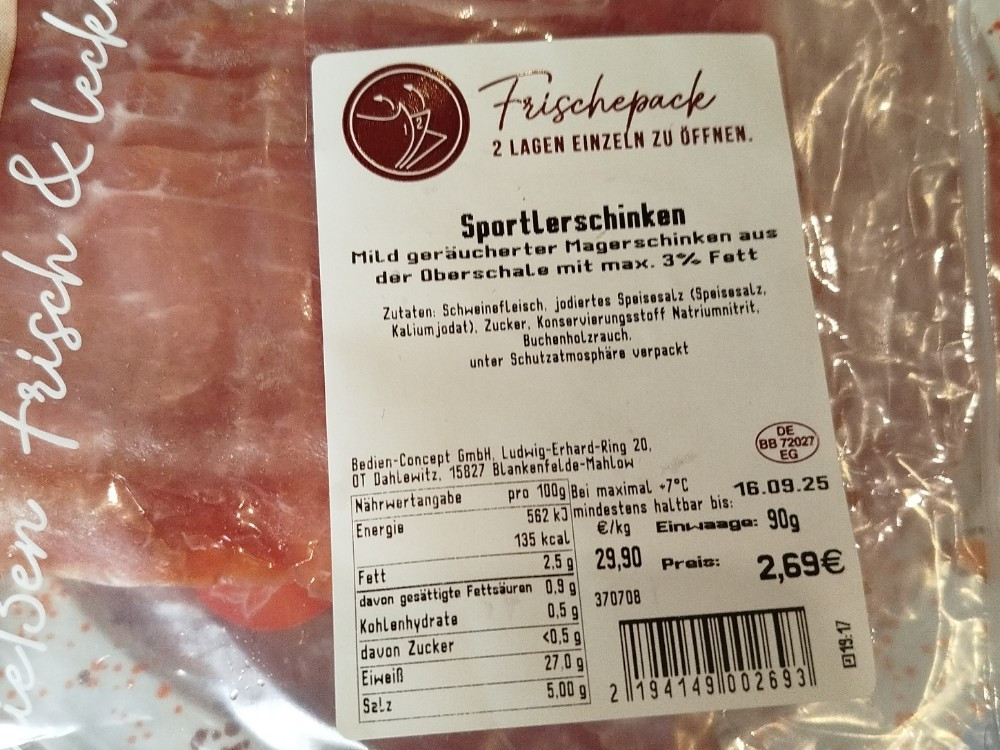 ießen frisch & leck
1 2
Frischepack
2 LAGEN EINZELN ZU ÖFFNEN.
Sportlerschinken
Mild geräucherter Magerschinken aus
der Oberschale mit max. 3% Fett
Zutaten: Schweinefleisch, jodiertes Speisesalz (Speisesalz,
Kaliumjodat), Zucker, Konservierungsstoff Natriumnitrit,
Buchenholzrauch.
unter Schutzatmosphäre verpackt
DE
BB 72027
EG
Bedien-Concept GmbH, Ludwig-Erhard-Ring 20,
OT Dahlewitz, 15827 Blankenfelde-Mahlow
Nährwertangabe pro 100g
Energie 562 kJ
135 kcal
Fett 2,5 g
davon gesättigte Fettsäuren 0,9 g
Kohlenhydrate 0,5 g
davon Zucker <0,5 g
Eiweiß 27,0 g
Salz 5,00 g
Bei maximal +7°C
mindestens haltbar bis: 16.09.25
€/kg Einwaage: 90g
29,90 Preis: 2,69€
370708
2 194149 002693
19:17